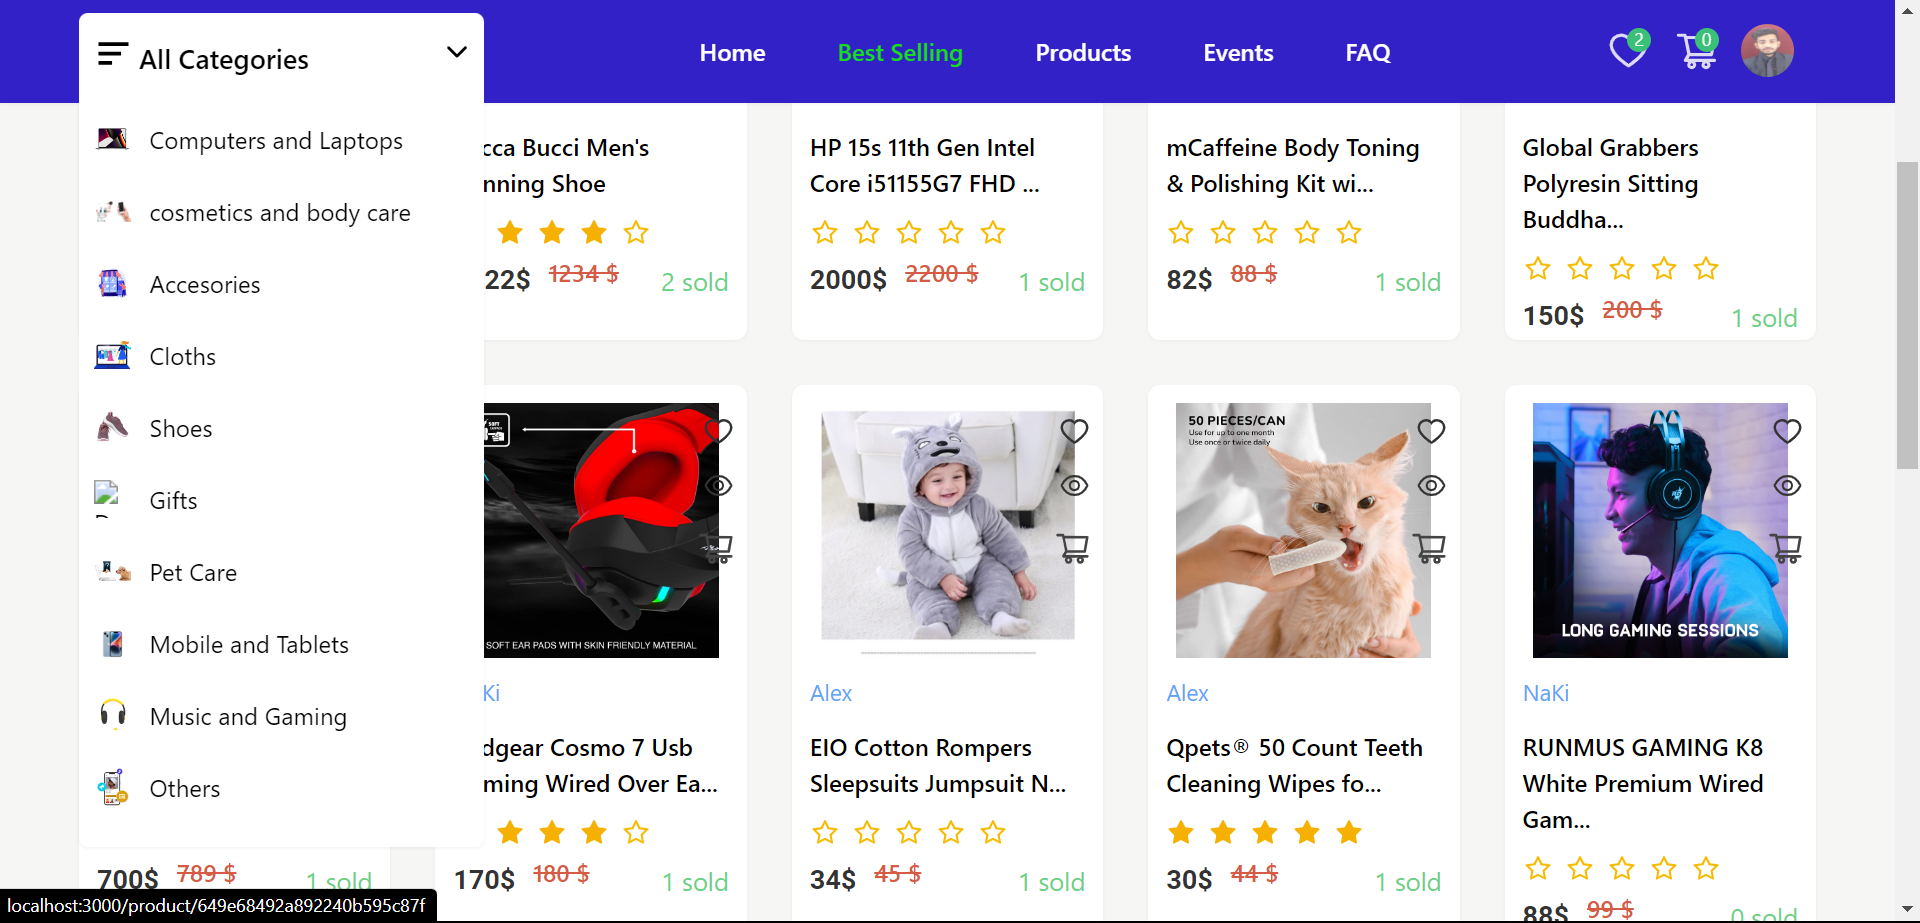 All Categories
Home
Best Selling
Products
Events
FAQ
2
0
Computers and Laptops
cosmetics and body care
Accesories
Cloths
Shoes
Gifts
Pet Care
Mobile and Tablets
Music and Gaming
Others
cca Bucci Men's
nning Shoe
22$ 1234 $ 2 sold
HP 15s 11th Gen Intel
Core i51155G7 FHD ...
2000$ 2200 $ 1 sold
mCaffeine Body Toning
& Polishing Kit wi...
82$ 88 $ 1 sold
Global Grabbers
Polyresin Sitting
Buddha...
150$ 200 $ 1 sold
700$ 789 $ 1 sold
SOFT
SOFT EAR PADS WITH SKIN FRIENDLY MATERIAL
Ki
dgear Cosmo 7 Usb
ming Wired Over Ea...
170$ 180 $ 1 sold
Alex
EIO Cotton Rompers
Sleepsuits Jumpsuit N...
34$ 45 $ 1 sold
50 PIECES/CAN
Use for up to one month
Use once or twice daily
Alex
Qpets® 50 Count Teeth
Cleaning Wipes fo...
30$ 44 $ 1 sold
LONG GAMING SESSIONS
NaKi
RUNMUS GAMING K8
White Premium Wired
Gam...
88$ 99 $ 0 sold
localhost:3000/product/649e68492a892240b595c87f